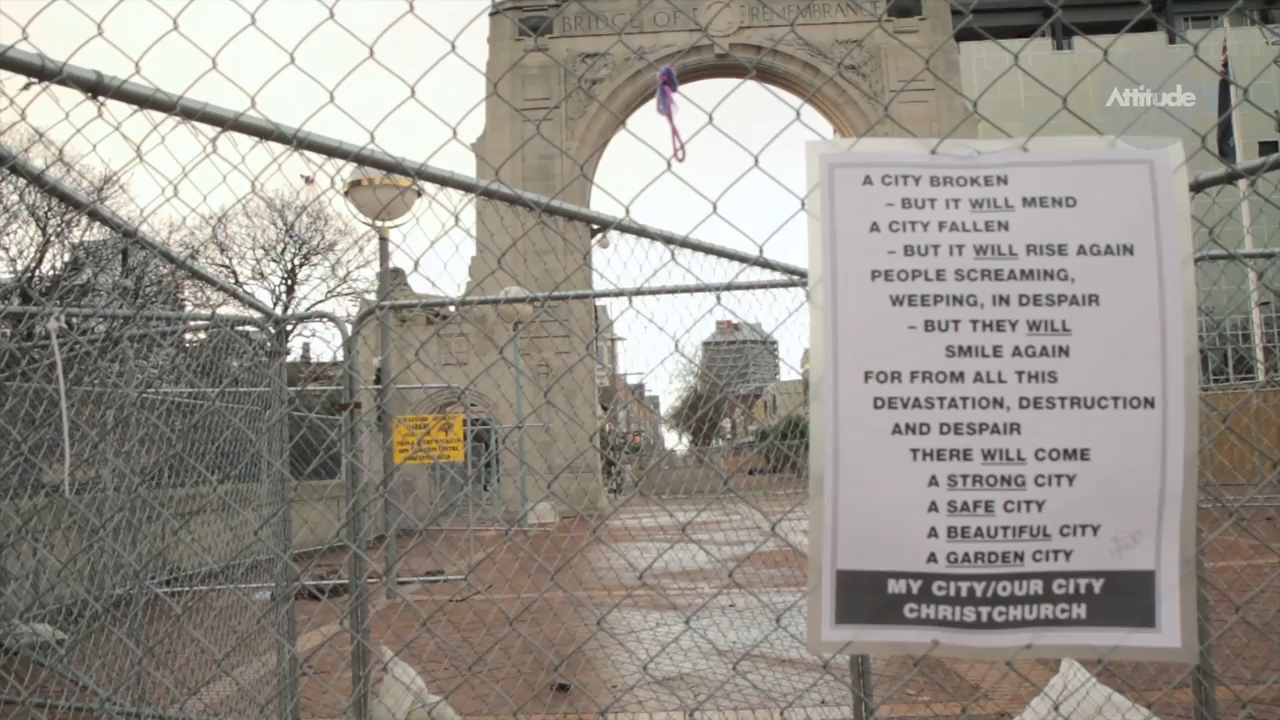 BRIDGE OF REMEMBRANCE
Attitude
A CITY BROKEN
– BUT IT WILL MEND
A CITY FALLEN
– BUT IT WILL RISE AGAIN
PEOPLE SCREAMING,
WEEPING, IN DESPAIR
– BUT THEY WILL
SMILE AGAIN
FOR FROM ALL THIS
DEVASTATION, DESTRUCTION
AND DESPAIR
THERE WILL COME
A STRONG CITY
A SAFE CITY
A BEAUTIFUL CITY
A GARDEN CITY
MY CITY/OUR CITY
CHRISTCHURCH